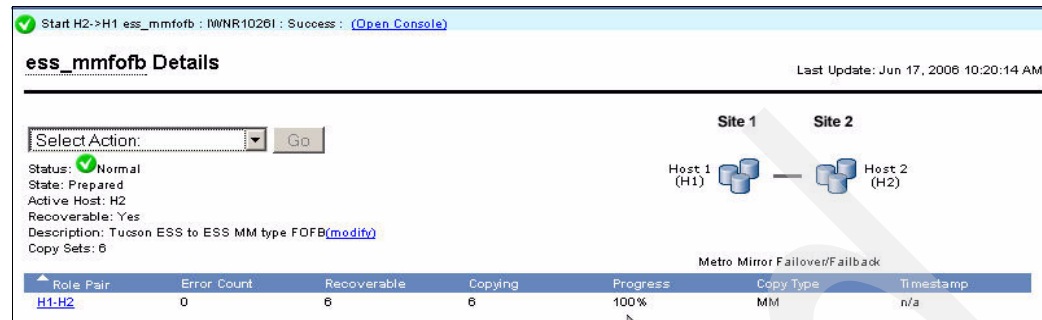 Start H2->H1 ess_mmfofb : IWNR1026I : Success : (Open Console)
ess_mmfofb Details
Last Update: Jun 17, 2006 10:20:14 AM
Select Action: Go
Site 1 Site 2
Status: Normal
Host 1 (H1)
Host 2 (H2)
State: Prepared
Active Host: H2
Recoverable: Yes
Description: Tucson ESS to ESS MM type FOFB(modify)
Copy Sets: 6
Metro Mirror Failover/Failback
Role Pair Error Count Recoverable Copying Progress Copy Type Timestamp
H1-H2 0 6 6 100% MM n/a